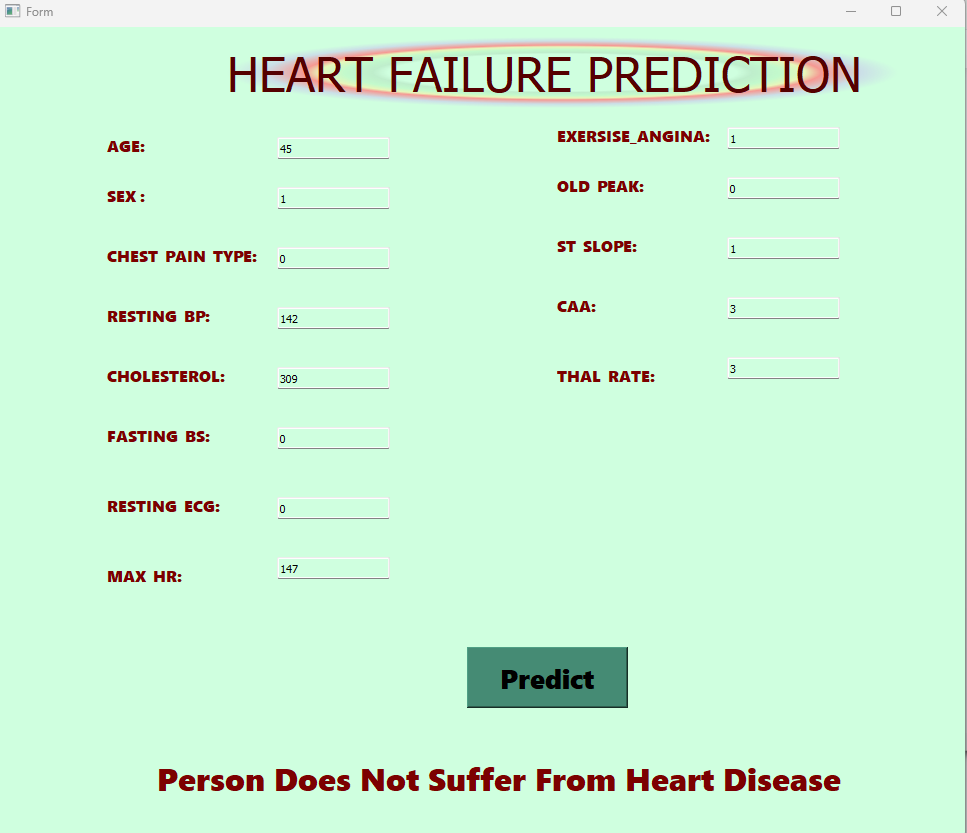 Form
HEART FAILURE PREDICTION
AGE: 45
SEX : 1
CHEST PAIN TYPE: 0
RESTING BP: 142
CHOLESTEROL: 309
FASTING BS: 0
RESTING ECG: 0
MAX HR: 147
EXERSISE_ANGINA: 1
OLD PEAK: 0
ST SLOPE: 1
CAA: 3
THAL RATE: 3
Predict
Person Does Not Suffer From Heart Disease